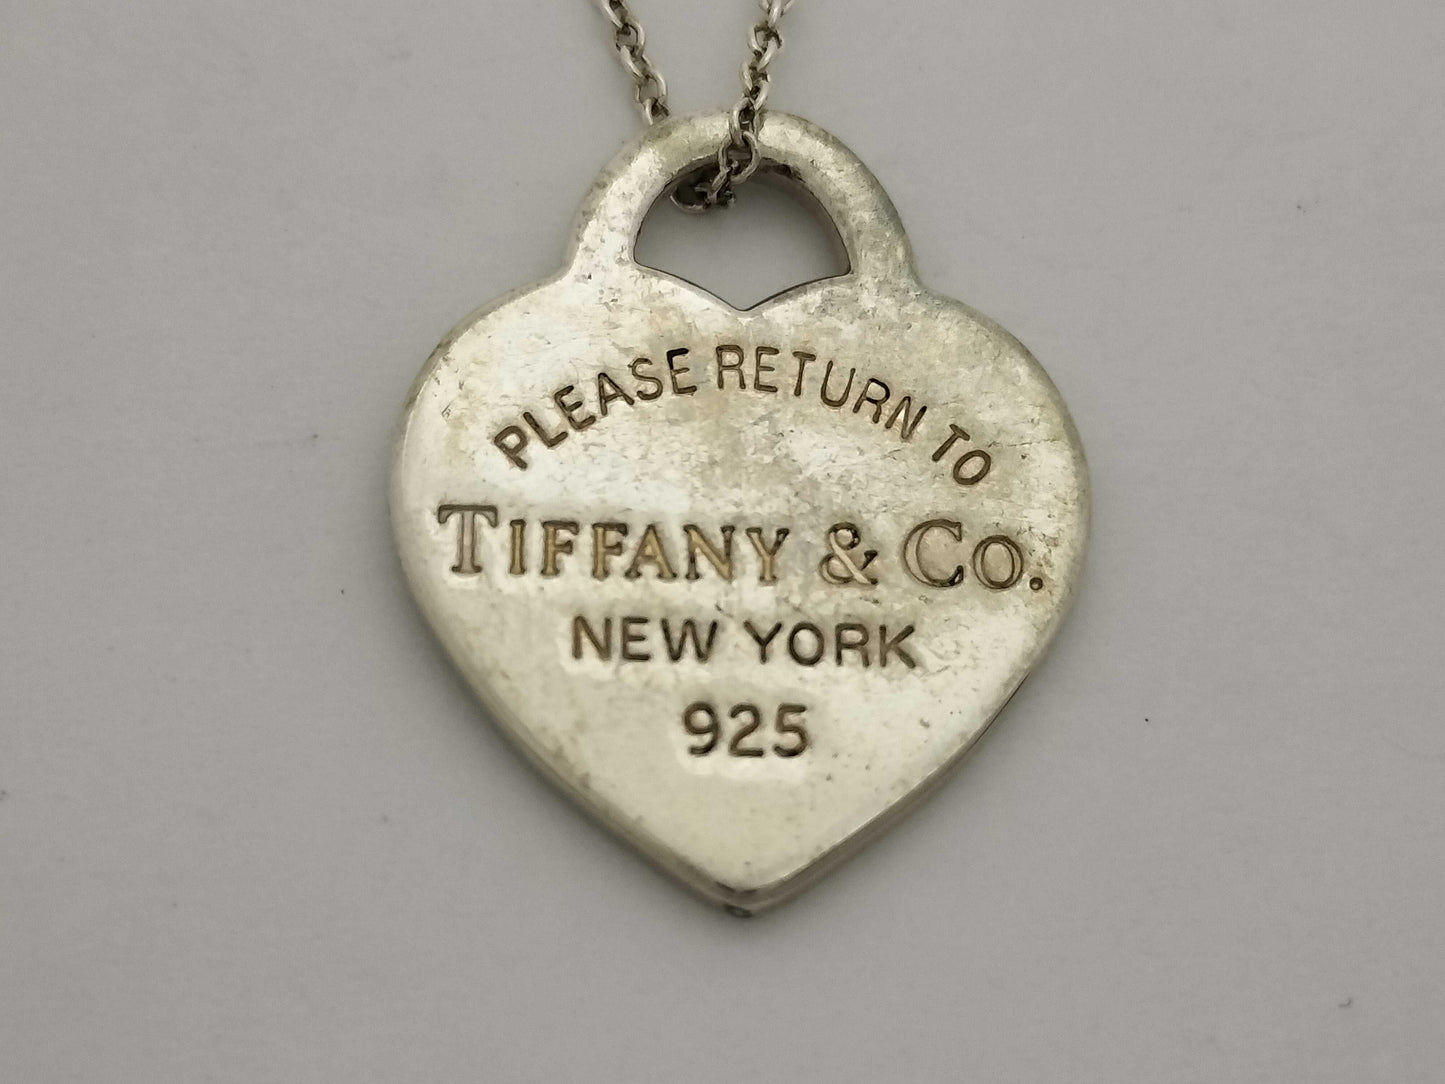 PLEASE RETURN TO
TIFFANY & CO.
NEW YORK
925